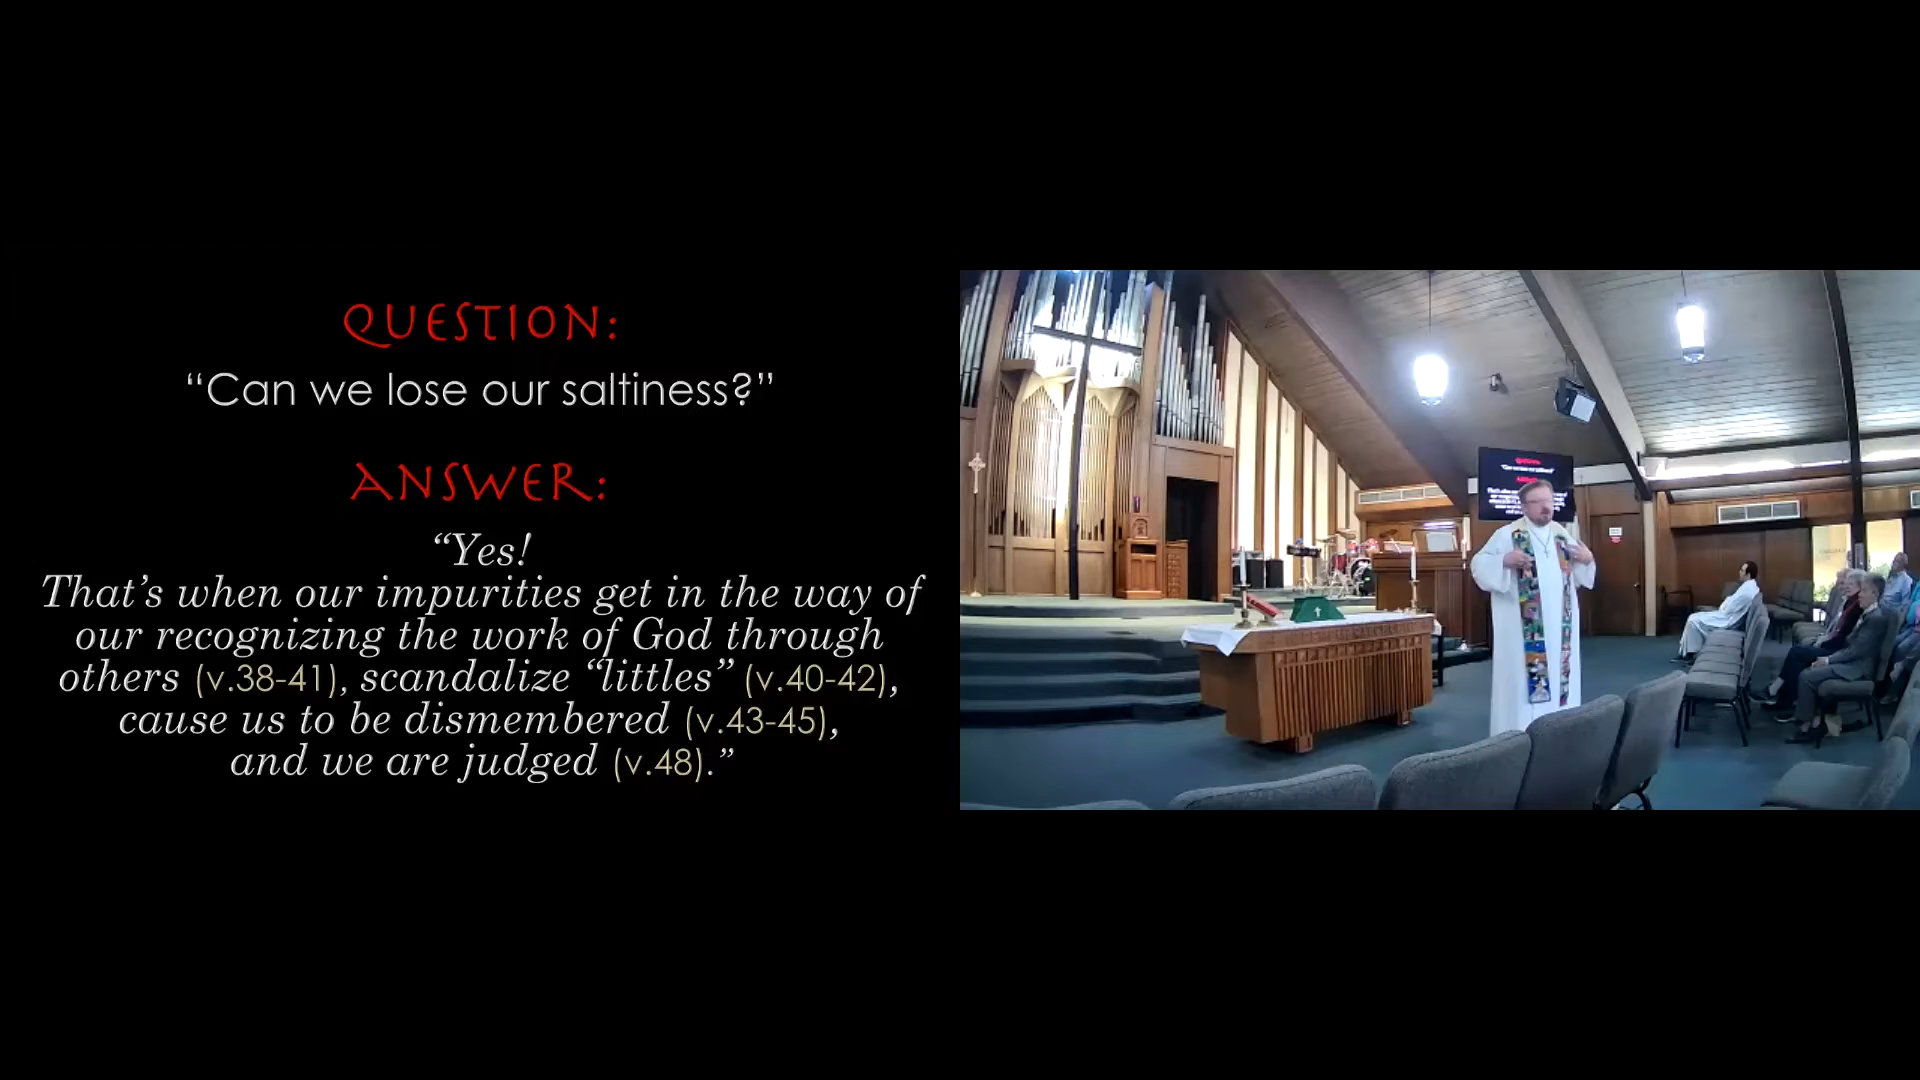 QUESTION:
“Can we lose our saltiness?”
ANSWER:
“Yes!
That’s when our impurities get in the way of
our recognizing the work of God through
others (v.38-41), scandalize “littles” (v.40-42),
cause us to be dismembered (v.43-45),
and we are judged (v.48).”